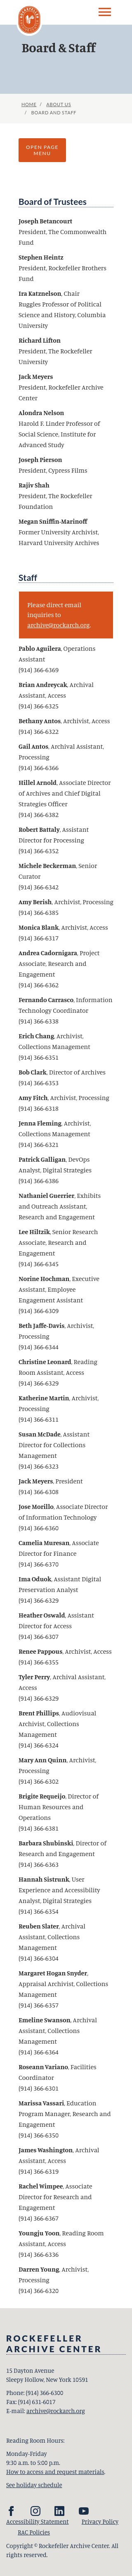 Board & Staff
HOME / ABOUT US
/ BOARD AND STAFF
OPEN PAGE
MENU
Board of Trustees
Joseph Betancourt
President, The Commonwealth
Fund
Stephen Heintz
President, Rockefeller Brothers
Fund
Ira Katznelson, Chair
Ruggles Professor of Political
Science and History, Columbia
University
Richard Lifton
President, The Rockefeller
University
Jack Meyers
President, Rockefeller Archive
Center
Alondra Nelson
Harold F. Linder Professor of
Social Science, Institute for
Advanced Study
Joseph Pierson
President, Cypress Films
Rajiv Shah
President, The Rockefeller
Foundation
Megan Sniffin-Marinoff
Former University Archivist,
Harvard University Archives
Staff
Please direct email
inquiries to
archive@rockarch.org.
Pablo Aguilera, Operations
Assistant
(914) 366-6369
Brian Andreycak, Archival
Assistant, Access
(914) 366-6325
Bethany Antos, Archivist, Access
(914) 366-6322
Gail Antos, Archival Assistant,
Processing
(914) 366-6366
Hillel Arnold, Associate Director
of Archives and Chief Digital
Strategies Officer
(914) 366-6382
Robert Battaly, Assistant
Director for Processing
(914) 366-6352
Michele Beckerman, Senior
Curator
(914) 366-6342
Amy Berish, Archivist, Processing
(914) 366-6385
Monica Blank, Archivist, Access
(914) 366-6317
Andrea Cadornigara, Project
Associate, Research and
Engagement
(914) 366-6362
Fernando Carrasco, Information
Technology Coordinator
(914) 366-6338
Erich Chang, Archivist,
Collections Management
(914) 366-6351
Bob Clark, Director of Archives
(914) 366-6353
Amy Fitch, Archivist, Processing
(914) 366-6318
Jenna Fleming, Archivist,
Collections Management
(914) 366-6321
Patrick Galligan, DevOps
Analyst, Digital Strategies
(914) 366-6386
Nathaniel Guerrier, Exhibits
and Outreach Assistant,
Research and Engagement
Lee Hiltzik, Senior Research
Associate, Research and
Engagement
(914) 366-6345
Norine Hochman, Executive
Assistant, Employee
Engagement Assistant
(914) 366-6309
Beth Jaffe-Davis, Archivist,
Processing
(914) 366-6344
Christine Leonard, Reading
Room Assistant, Access
(914) 366-6329
Katherine Martin, Archivist,
Processing
(914) 366-6311
Susan McDade, Assistant
Director for Collections
Management
(914) 366-6323
Jack Meyers, President
(914) 366-6308
Jose Morillo, Associate Director
of Information Technology
(914) 366-6360
Camelia Muresan, Associate
Director for Finance
(914) 366-6370
Ima Oduok, Assistant Digital
Preservation Analyst
(914) 366-6329
Heather Oswald, Assistant
Director for Access
(914) 366-6307
Renee Pappous, Archivist, Access
(914) 366-6355
Tyler Perry, Archival Assistant,
Access
(914) 366-6329
Brent Phillips, Audiovisual
Archivist, Collections
Management
(914) 366-6324
Mary Ann Quinn, Archivist,
Processing
(914) 366-6302
Brigite Requeijo, Director of
Human Resources and
Operations
(914) 366-6381
Barbara Shubinski, Director of
Research and Engagement
(914) 366-6363
Hannah Sistrunk, User
Experience and Accessibility
Analyst, Digital Strategies
(914) 366-6354
Reuben Slater, Archival
Assistant, Collections
Management
(914) 366-6304
Margaret Hogan Snyder,
Appraisal Archivist, Collections
Management
(914) 366-6357
Emeline Swanson, Archival
Assistant, Collections
Management
(914) 366-6364
Roseann Variano, Facilities
Coordinator
(914) 366-6301
Marissa Vassari, Education
Program Manager, Research and
Engagement
(914) 366-6350
James Washington, Archival
Assistant, Access
(914) 366-6319
Rachel Wimpee, Associate
Director for Research and
Engagement
(914) 366-6367
Youngju Yoon, Reading Room
Assistant, Access
(914) 366-6336
Darren Young, Archivist,
Processing
(914) 366-6320
ROCKEFELLER
ARCHIVE CENTER
15 Dayton Avenue
Sleepy Hollow, New York 10591
Phone: (914) 366-6300
Fax: (914) 631-6017
E-mail: archive@rockarch.org
Reading Room Hours:
Monday-Friday
9:30 a.m. to 5:00 p.m.
How to access and request materials.
See holiday schedule
Accessibility Statement Privacy Policy
RAC Policies
Copyright © Rockefeller Archive Center. All
rights reserved.